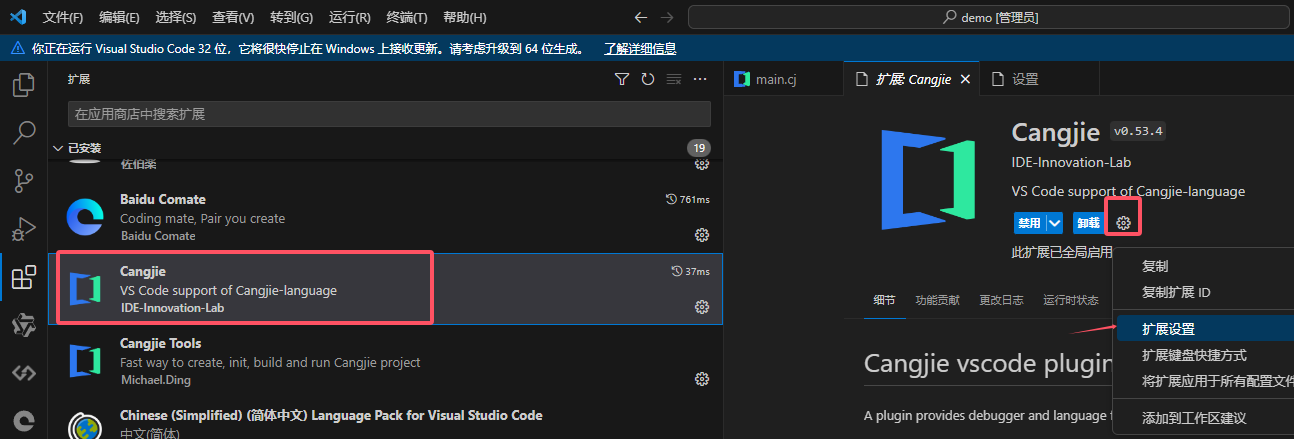 文件(F) 编辑(E) 选择(S) 查看(V) 转到(G) 运行(R) 终端(T) 帮助(H) demo [管理员]
你正在运行 Visual Studio Code 32 位，它将很快停止在 Windows 上接收更新。请考虑升级到 64 位生成。 了解详细信息
扩展
在应用商店中搜索扩展
已安装 19
佐伯桀
Baidu Comate 761ms
Coding mate, Pair you create
Baidu Comate
Cangjie 37ms
VS Code support of Cangjie-language
IDE-Innovation-Lab
Cangjie Tools
Fast way to create, init, build and run Cangjie project
Michael.Ding
Chinese (Simplified) (简体中文) Language Pack for Visual Studio Code
中文(简体)
main.cj 扩展: Cangjie 设置
Cangjie v0.53.4
IDE-Innovation-Lab
VS Code support of Cangjie-language
禁用 卸载
此扩展已全局启用
细节 功能贡献 更改日志 运行时状态
Cangjie vscode plugin
A plugin provides debugger and language
复制
复制扩展 ID
扩展设置
扩展键盘快捷方式
将扩展应用于所有配置文件
添加到工作区建议